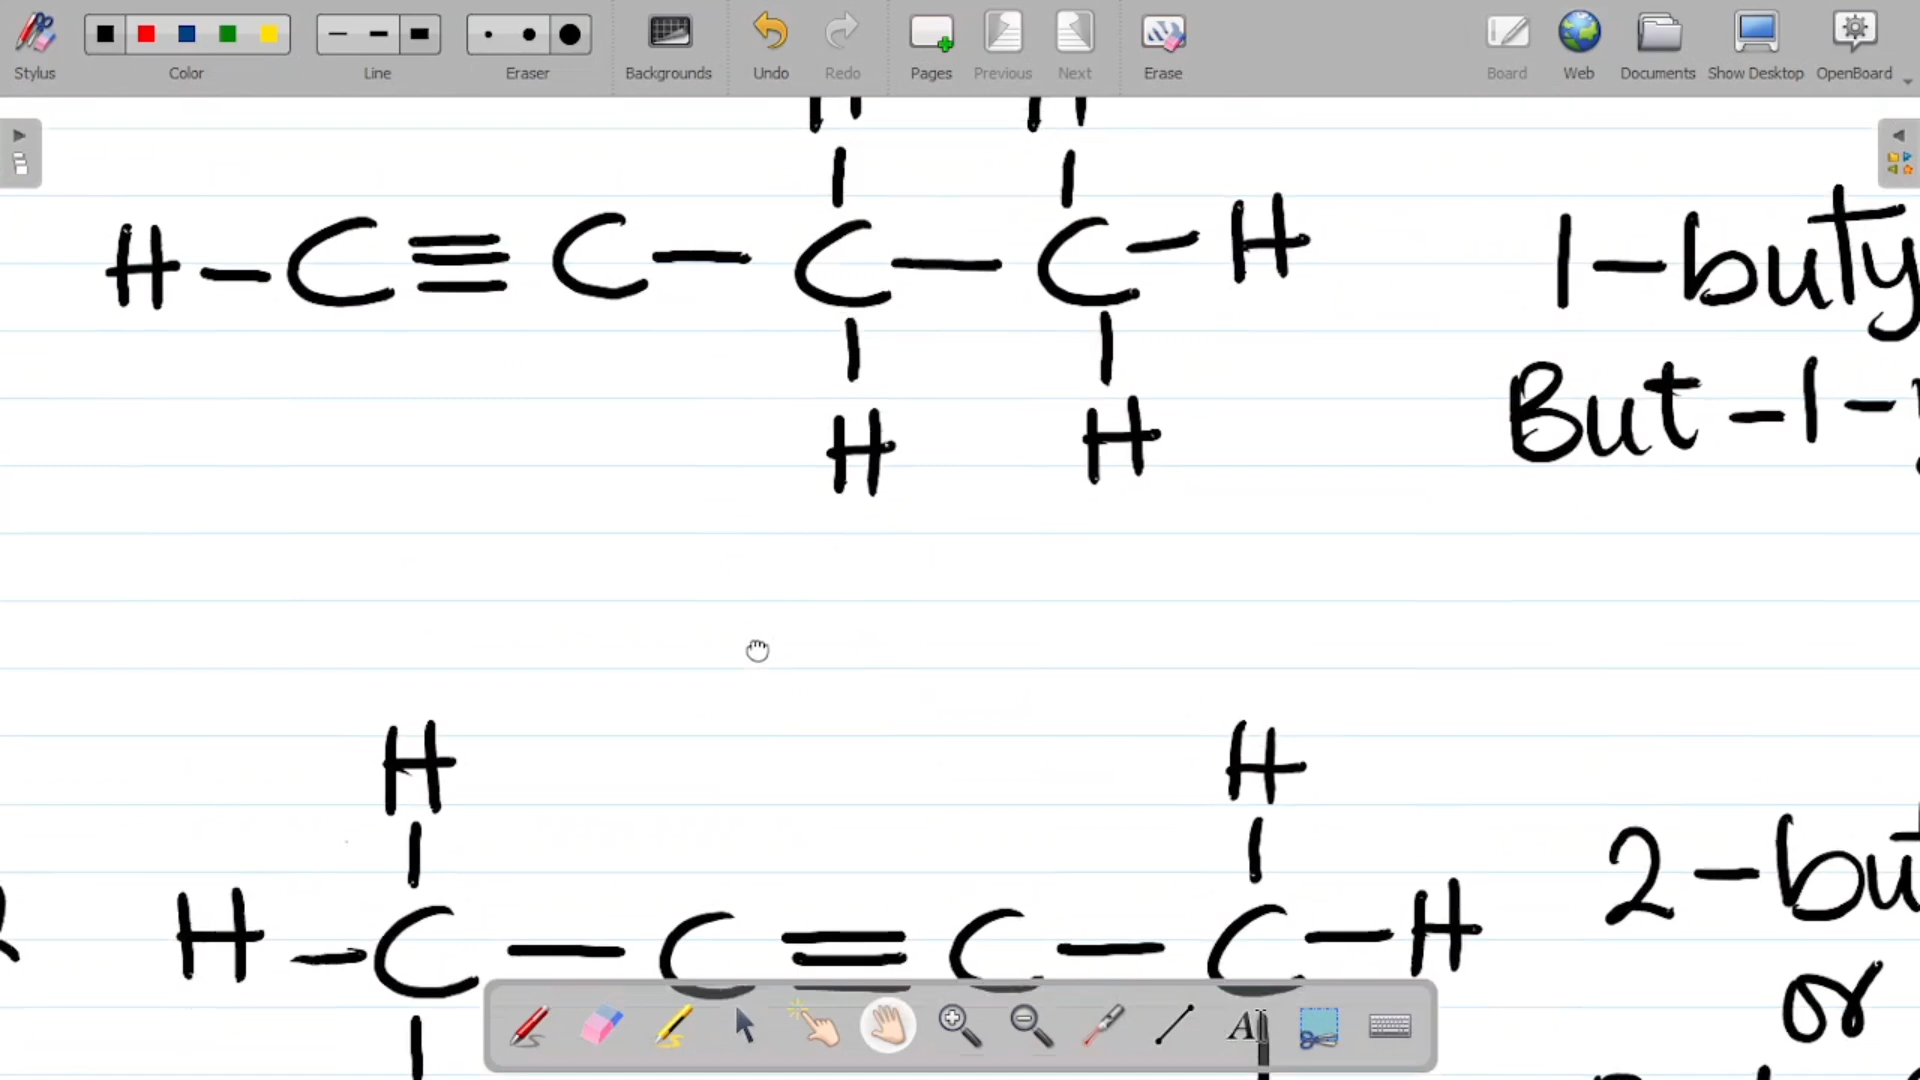 Stylus Color Line Eraser Backgrounds Undo Redo Pages Previous Next Erase Board Web Documents Show Desktop OpenBoard
H H
H-C≡C-C-C-H
H H
1-buty
But-1-
H H
H-C-C≡C-C-H
2-but
or